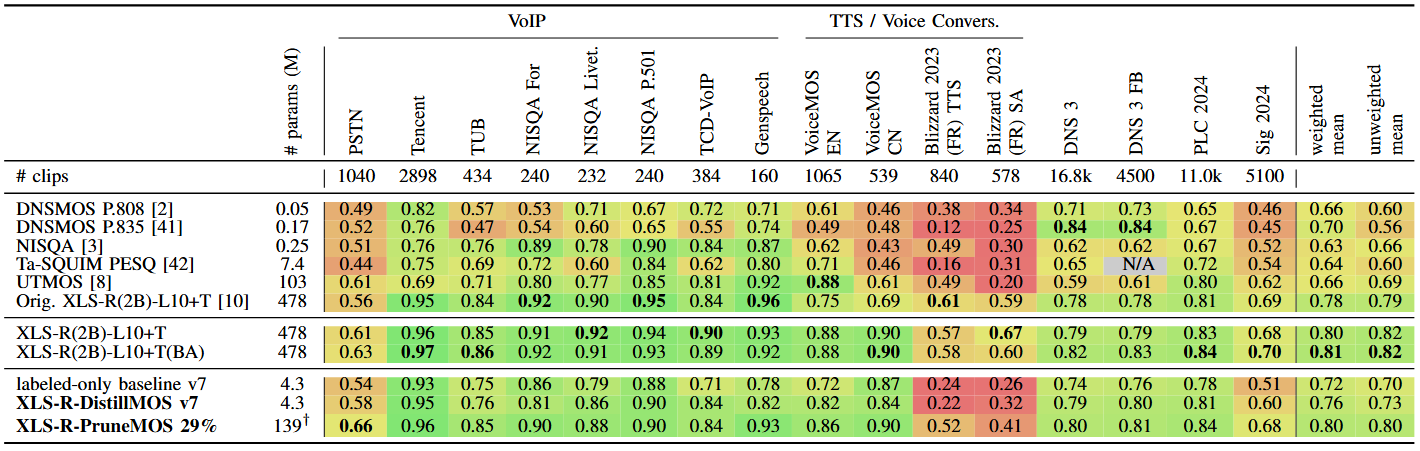 VoIP TTS / Voice Convers.
# params (M) PSTN Tencent TUB NISQA For NISQA Livet. NISQA P.501 TCD-VoIP Genspeech VoiceMOS EN VoiceMOS CN Blizzard 2023 (FR) TTS Blizzard 2023 (FR) SA DNS 3 DNS 3 FB PLC 2024 Sig 2024 weighted mean unweighted mean
# clips 1040 2898 434 240 232 240 384 160 1065 539 840 578 16.8k 4500 11.0k 5100
DNSMOS P.808 [2] 0.05 0.49 0.82 0.57 0.53 0.71 0.67 0.72 0.71 0.61 0.46 0.38 0.34 0.71 0.73 0.65 0.46 0.66 0.60
DNSMOS P.835 [41] 0.17 0.52 0.76 0.47 0.54 0.60 0.65 0.55 0.74 0.49 0.48 0.12 0.25 0.84 0.84 0.67 0.45 0.70 0.56
NISQA [3] 0.25 0.51 0.76 0.76 0.89 0.78 0.90 0.84 0.87 0.62 0.43 0.49 0.30 0.62 0.62 0.67 0.52 0.63 0.66
Ta-SQUIM PESQ [42] 7.4 0.44 0.75 0.69 0.72 0.60 0.84 0.62 0.80 0.71 0.46 0.16 0.31 0.65 N/A 0.72 0.54 0.64 0.60
UTMOS [8] 103 0.61 0.69 0.71 0.80 0.77 0.85 0.81 0.92 0.88 0.61 0.49 0.20 0.59 0.61 0.80 0.62 0.66 0.69
Orig. XLS-R(2B)-L10+T [10] 478 0.56 0.95 0.84 0.92 0.90 0.95 0.84 0.96 0.75 0.69 0.61 0.59 0.78 0.78 0.81 0.69 0.78 0.79
XLS-R(2B)-L10+T 478 0.61 0.96 0.85 0.91 0.92 0.94 0.90 0.93 0.88 0.90 0.57 0.67 0.79 0.79 0.83 0.68 0.80 0.82
XLS-R(2B)-L10+T(BA) 478 0.63 0.97 0.86 0.92 0.91 0.93 0.89 0.92 0.88 0.90 0.58 0.60 0.82 0.83 0.84 0.70 0.81 0.82
labeled-only baseline v7 4.3 0.54 0.93 0.75 0.86 0.79 0.88 0.71 0.78 0.72 0.87 0.24 0.26 0.74 0.76 0.78 0.51 0.72 0.70
XLS-R-DistillMOS v7 4.3 0.58 0.95 0.76 0.81 0.86 0.90 0.84 0.82 0.82 0.84 0.22 0.32 0.79 0.80 0.81 0.60 0.76 0.73
XLS-R-PruneMOS 29% 139† 0.66 0.96 0.85 0.90 0.88 0.90 0.84 0.93 0.86 0.90 0.52 0.41 0.80 0.81 0.84 0.68 0.80 0.80